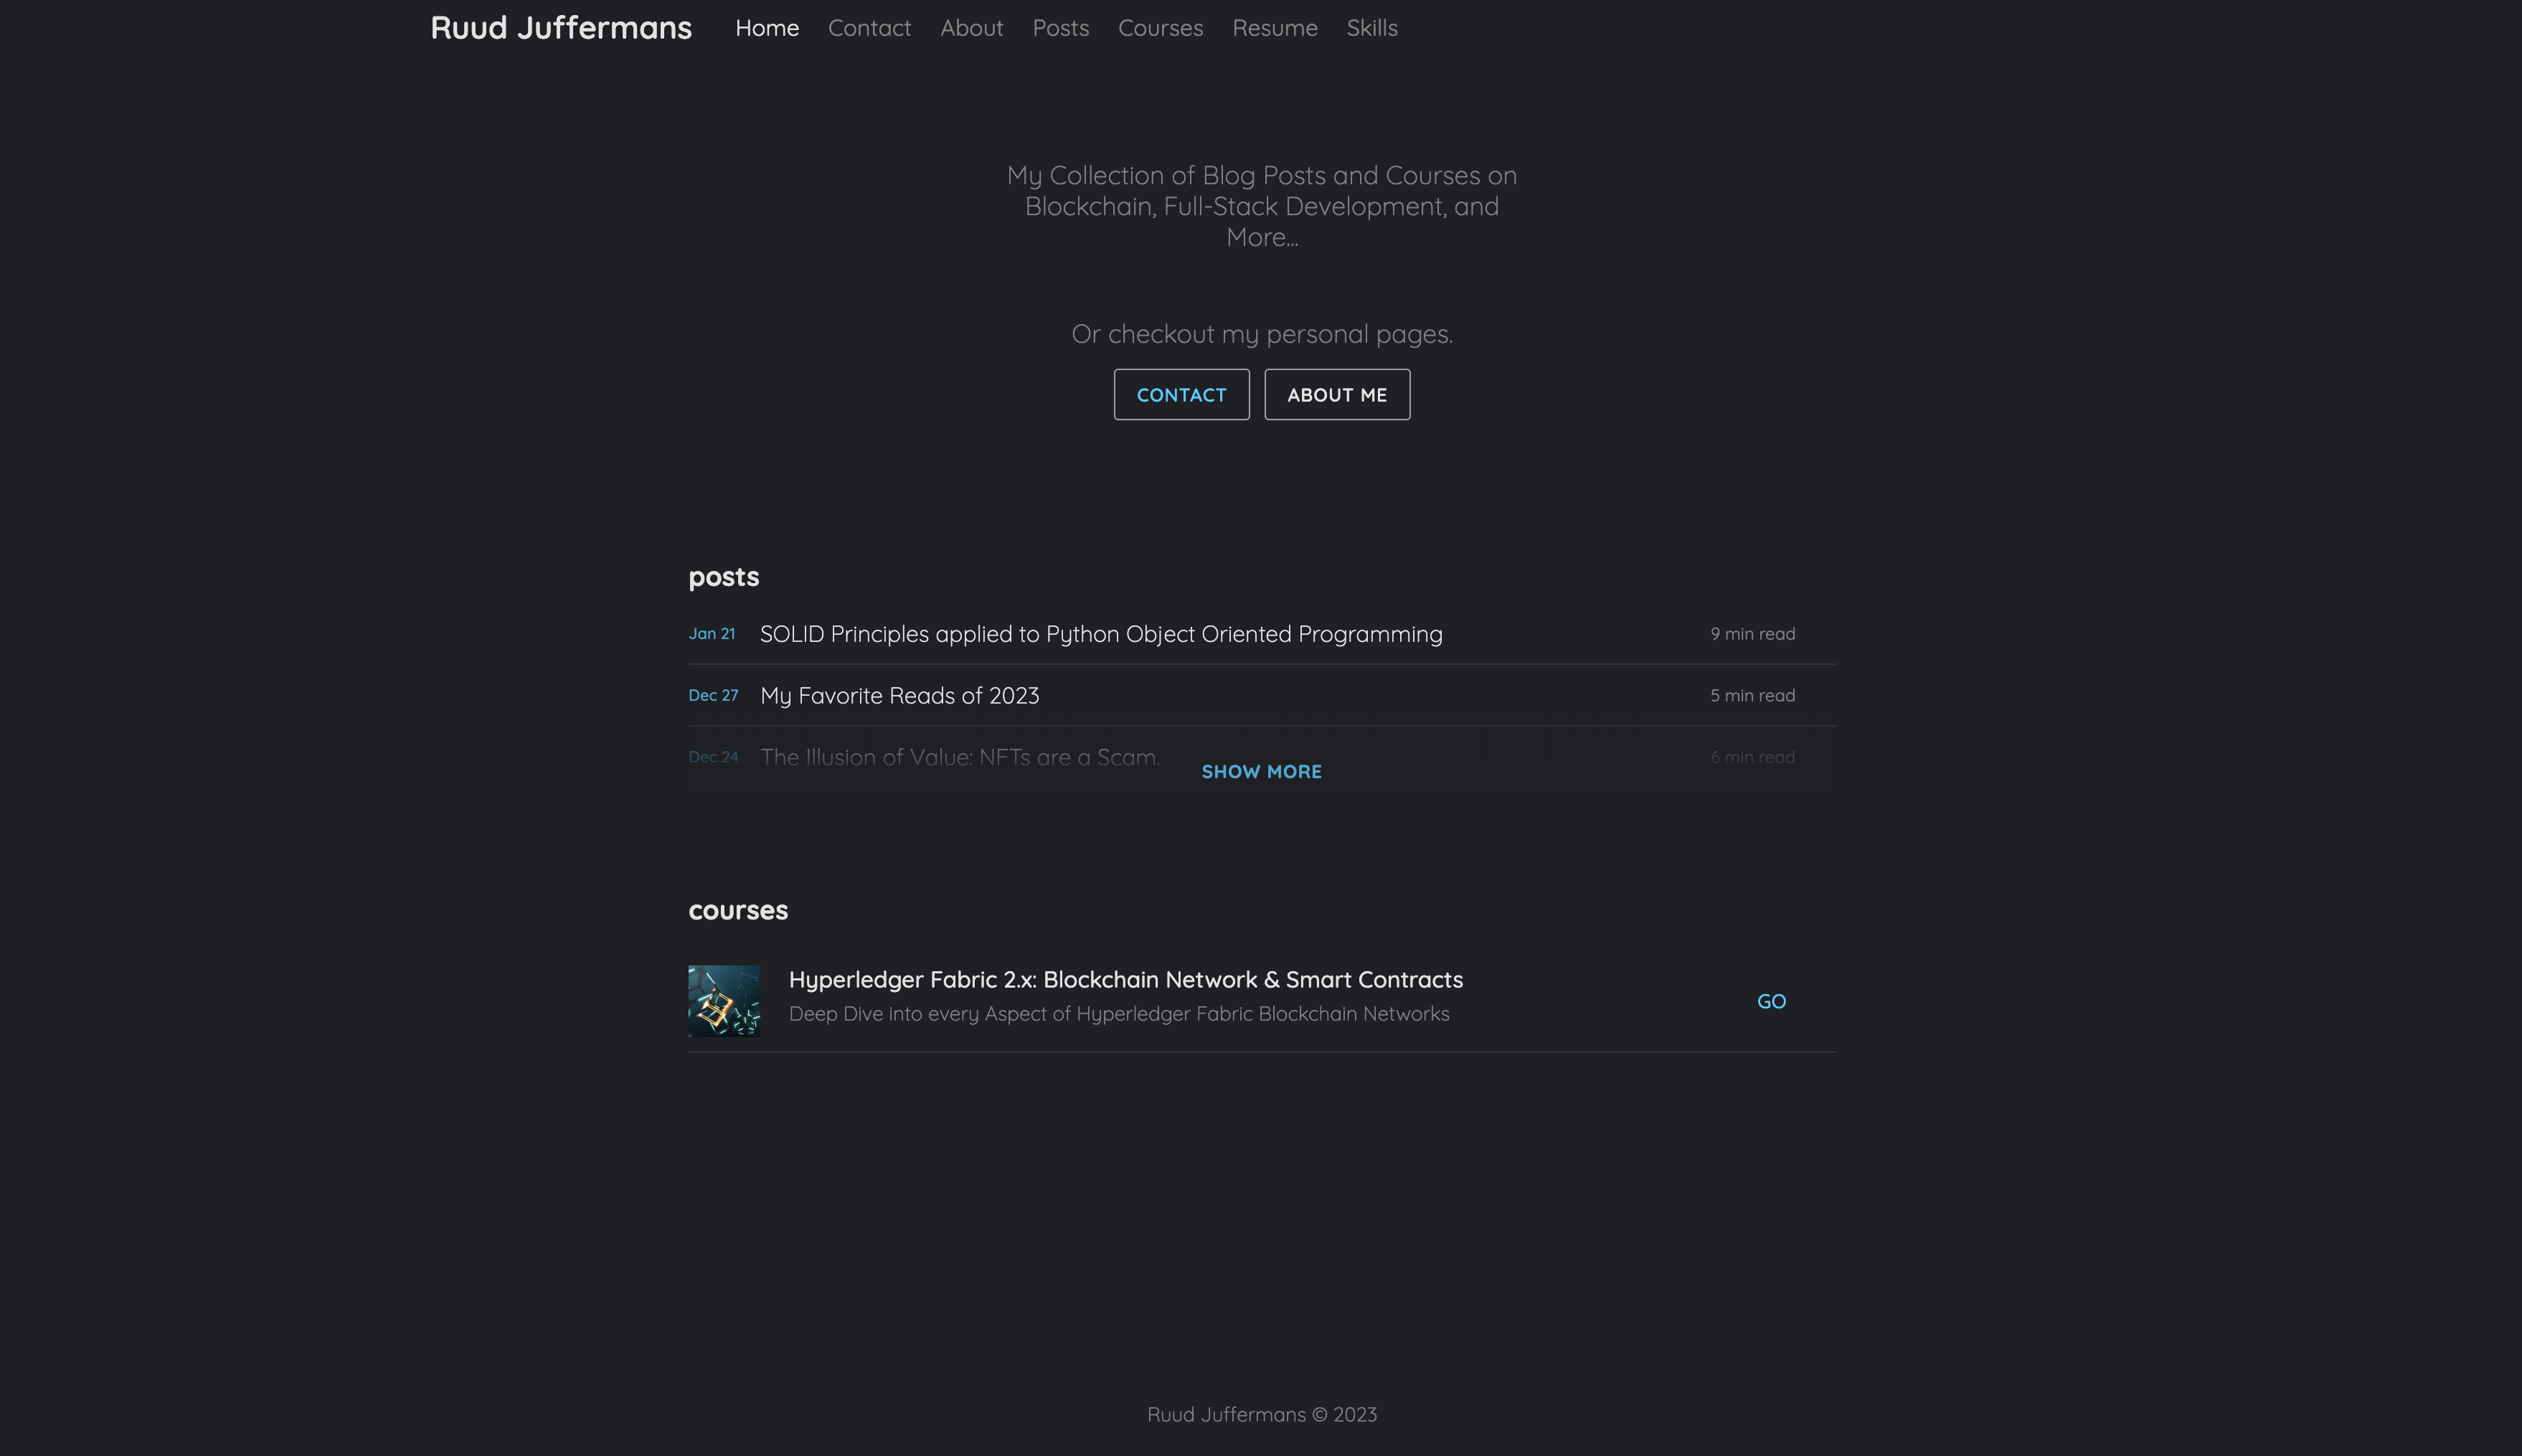 Ruud Juffermans Home Contact About Posts Courses Resume Skills
My Collection of Blog Posts and Courses on
Blockchain, Full-Stack Development, and
More...
Or checkout my personal pages.
CONTACT ABOUT ME
posts
Jan 21 SOLID Principles applied to Python Object Oriented Programming 9 min read
Dec 27 My Favorite Reads of 2023 5 min read
Dec 24 The Illusion of Value: NFTs are a Scam. 6 min read
SHOW MORE
courses
Hyperledger Fabric 2.x: Blockchain Network & Smart Contracts
Deep Dive into every Aspect of Hyperledger Fabric Blockchain Networks
GO
Ruud Juffermans © 2023